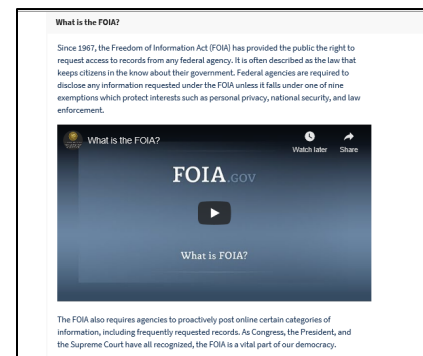 What is the FOIA?
Since 1967, the Freedom of Information Act (FOIA) has provided the public the right to
request access to records from any federal agency. It is often described as the law that
keeps citizens in the know about their government. Federal agencies are required to
disclose any information requested under the FOIA unless it falls under one of nine
exemptions which protect interests such as personal privacy, national security, and law
enforcement.
What is the FOIA?
Watch later Share
FOIA.GOV
What is FOIA?
The FOIA also requires agencies to proactively post online certain categories of
information, including frequently requested records. As Congress, the President, and
the Supreme Court have all recognized, the FOIA is a vital part of our democracy.